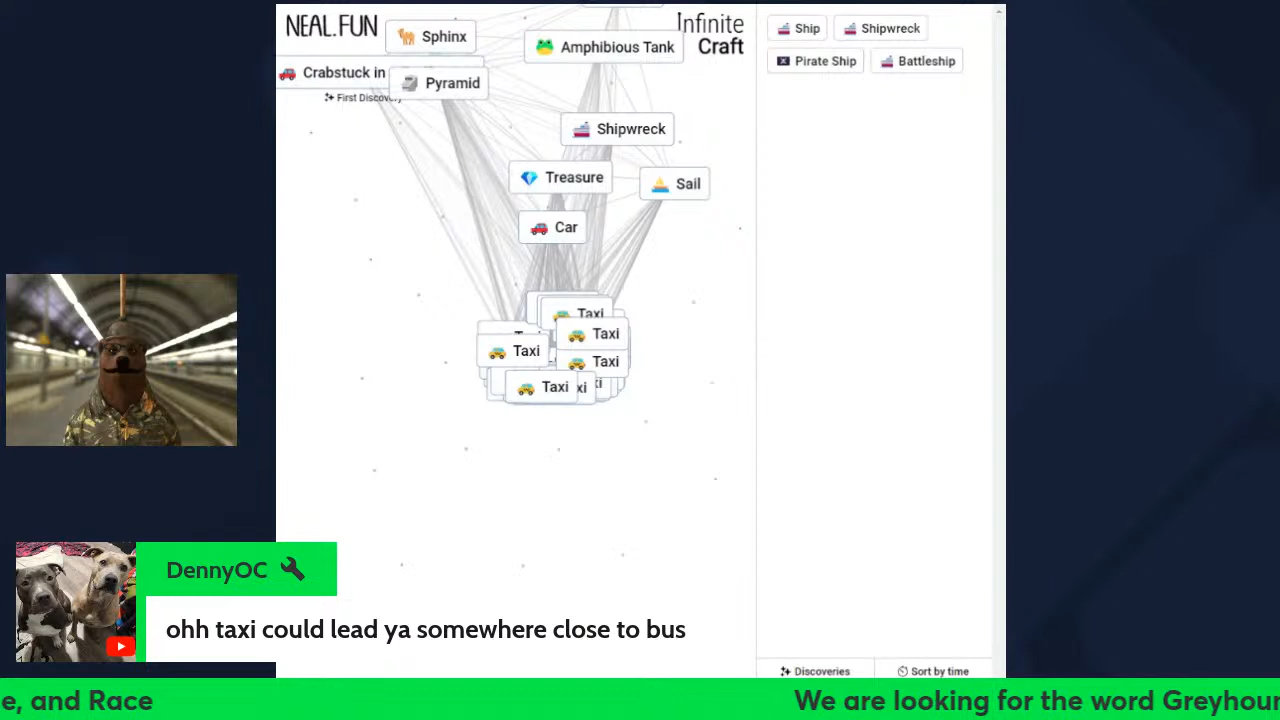 NEAL.FUN
Infinite
Craft
Sphinx
Amphibious Tank
Crabstuck in
Pyramid
First Discovery
Shipwreck
Treasure
Sail
Car
Taxi
Taxi
Taxi
Taxi
Taxi
Ship
Shipwreck
Pirate Ship
Battleship
Discoveries
Sort by time
DennyOC
ohh taxi could lead ya somewhere close to bus
e, and Race
We are looking for the word Greyhour